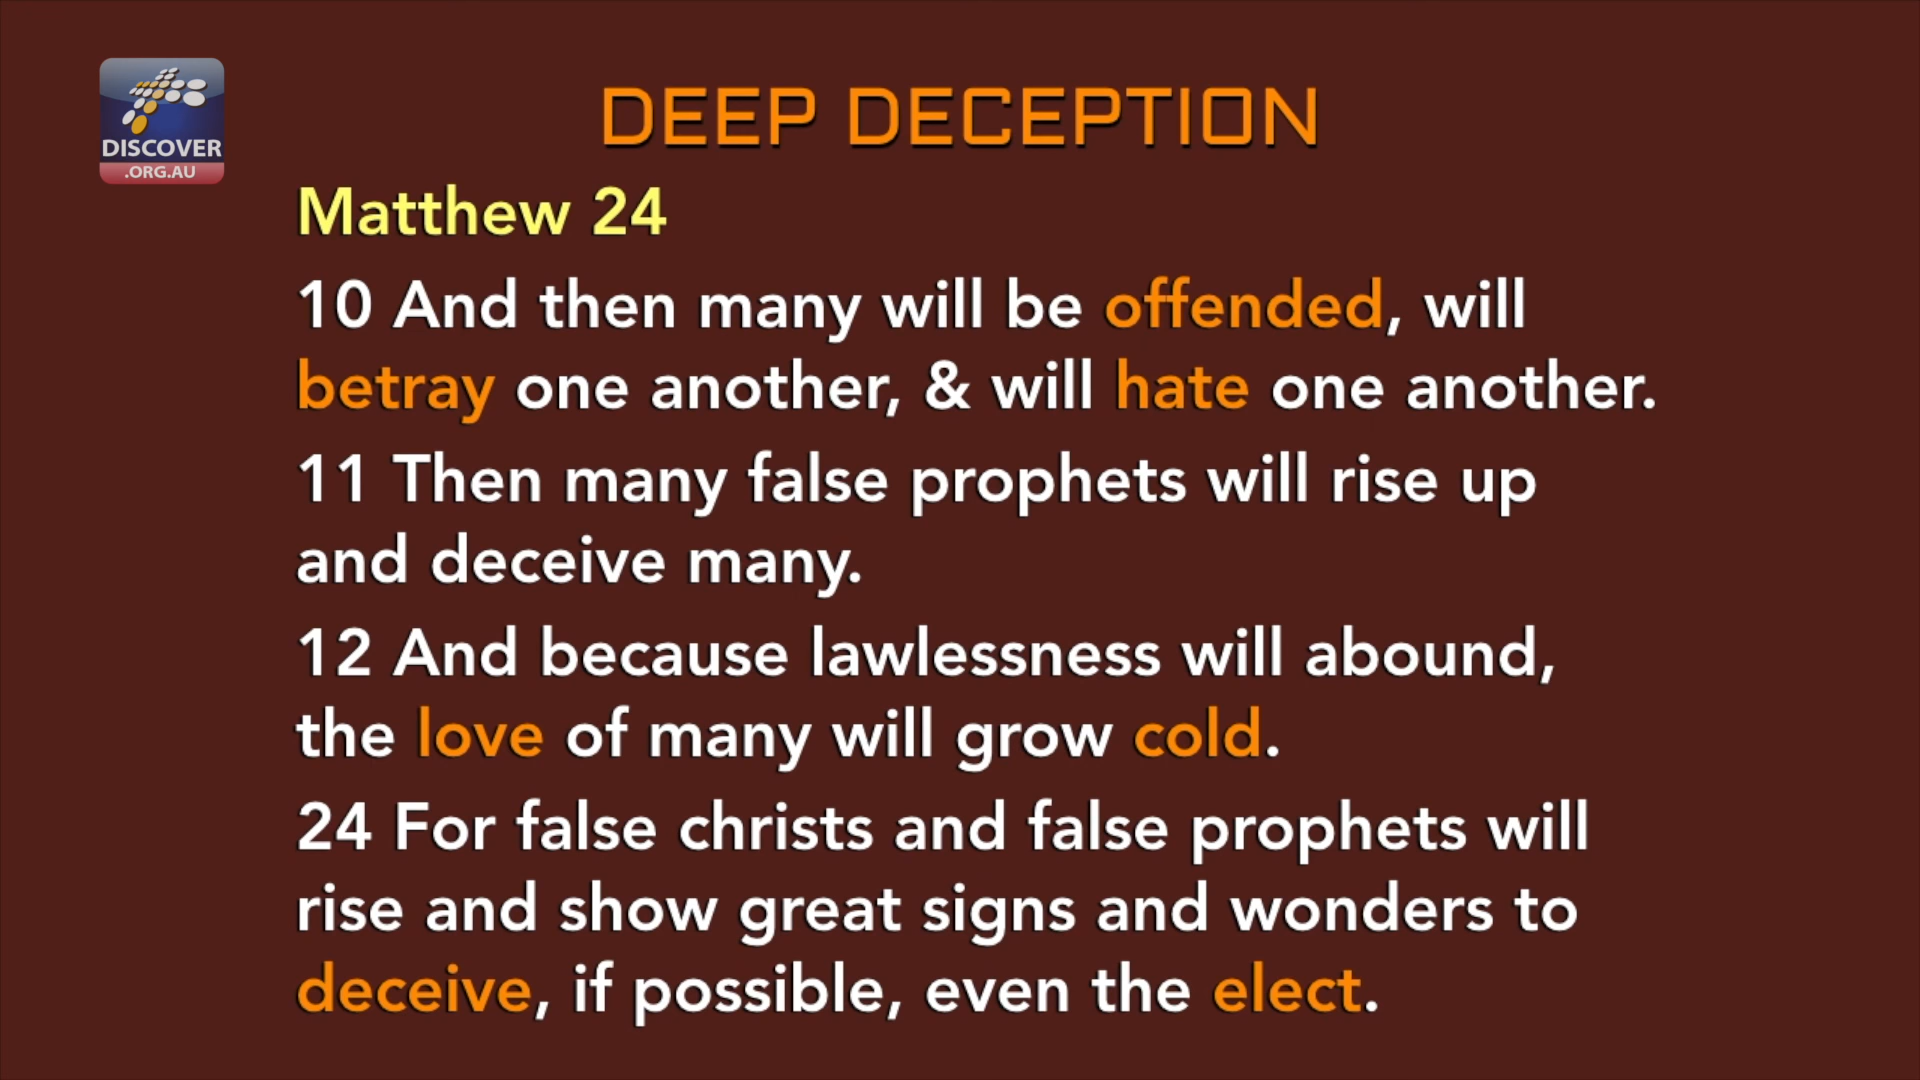 DISCOVER
.ORG.AU
DEEP DECEPTION
Matthew 24
10 And then many will be offended, will
betray one another, & will hate one another.
11 Then many false prophets will rise up
and deceive many.
12 And because lawlessness will abound,
the love of many will grow cold.
24 For false christs and false prophets will
rise and show great signs and wonders to
deceive, if possible, even the elect.